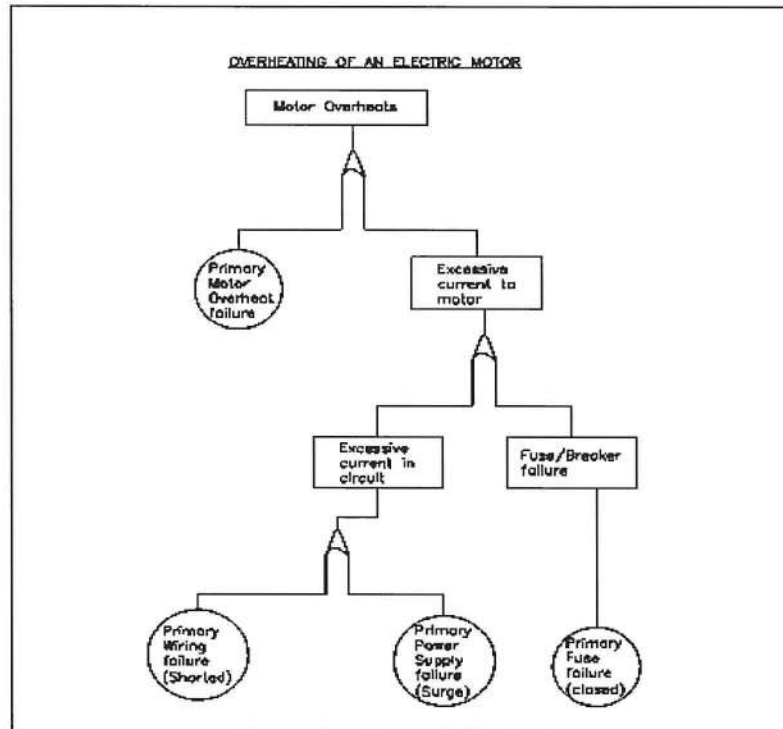 OVERHEATING OF AN ELECTRIC MOTOR
Motor Overheats
Primary
Motor
Overheat
failure
Excessive
current to
motor
Excessive
current in
circuit
Fuse/Breaker
failure
Primary
Wiring
failure
(Shorted)
Primary
Power
Supply
failure
(Surge)
Primary
Fuse
failure
(closed)